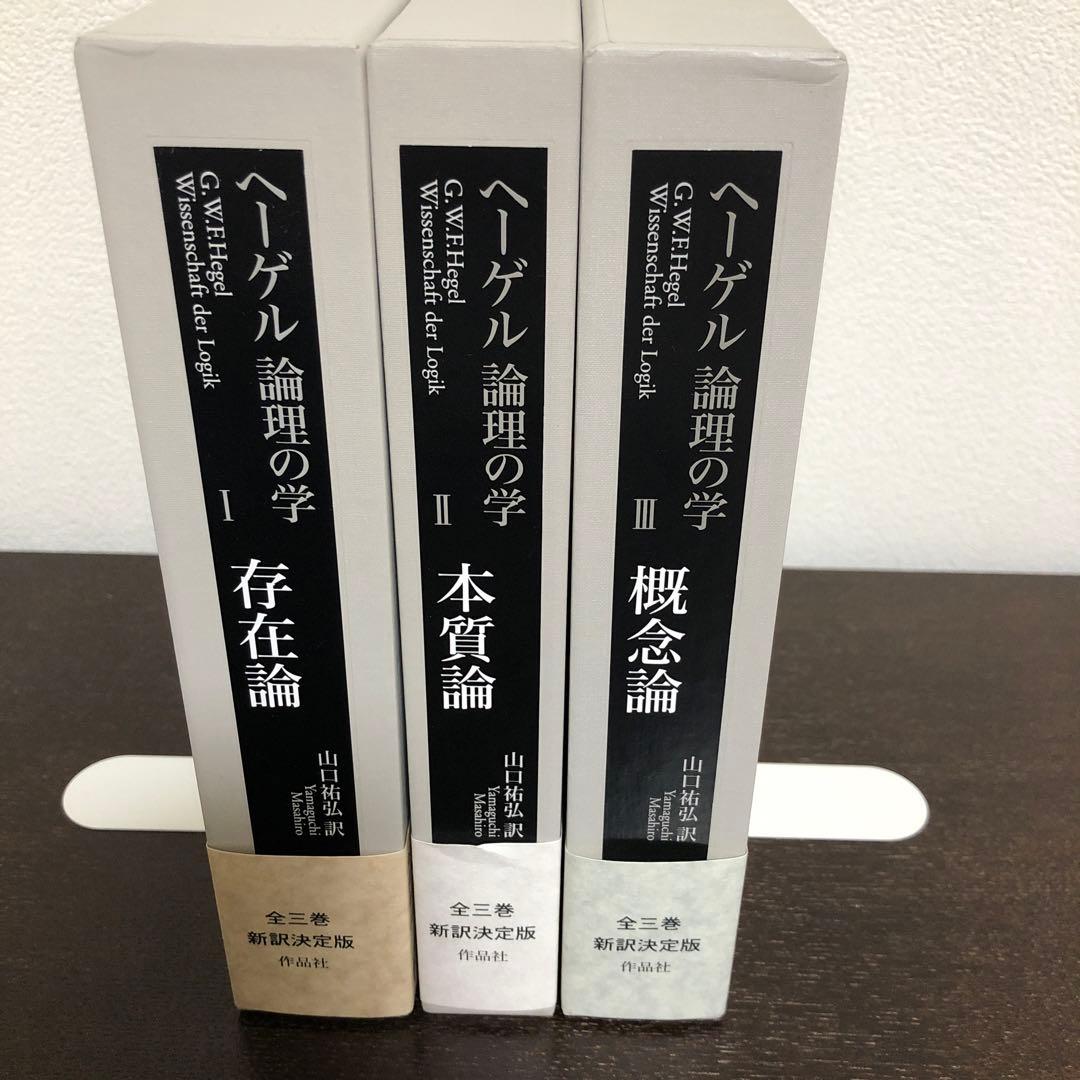 ヘーゲル 論理の学
G.W.F.Hegel
Wissenschaft der Logik
I
存在論
山口祐弘 訳
Yamaguchi
Masahiro
全三巻
新訳決定版
作品社
ヘーゲル 論理の学
G.W.F.Hegel
Wissenschaft der Logik
II
本質論
山口祐弘 訳
Yamaguchi
Masahiro
全三巻
新訳決定版
作品社
ヘーゲル 論理の学
G.W.F.Hegel
Wissenschaft der Logik
III
概念論
山口祐弘 訳
Yamaguchi
Masahiro
全三巻
新訳決定版
作品社